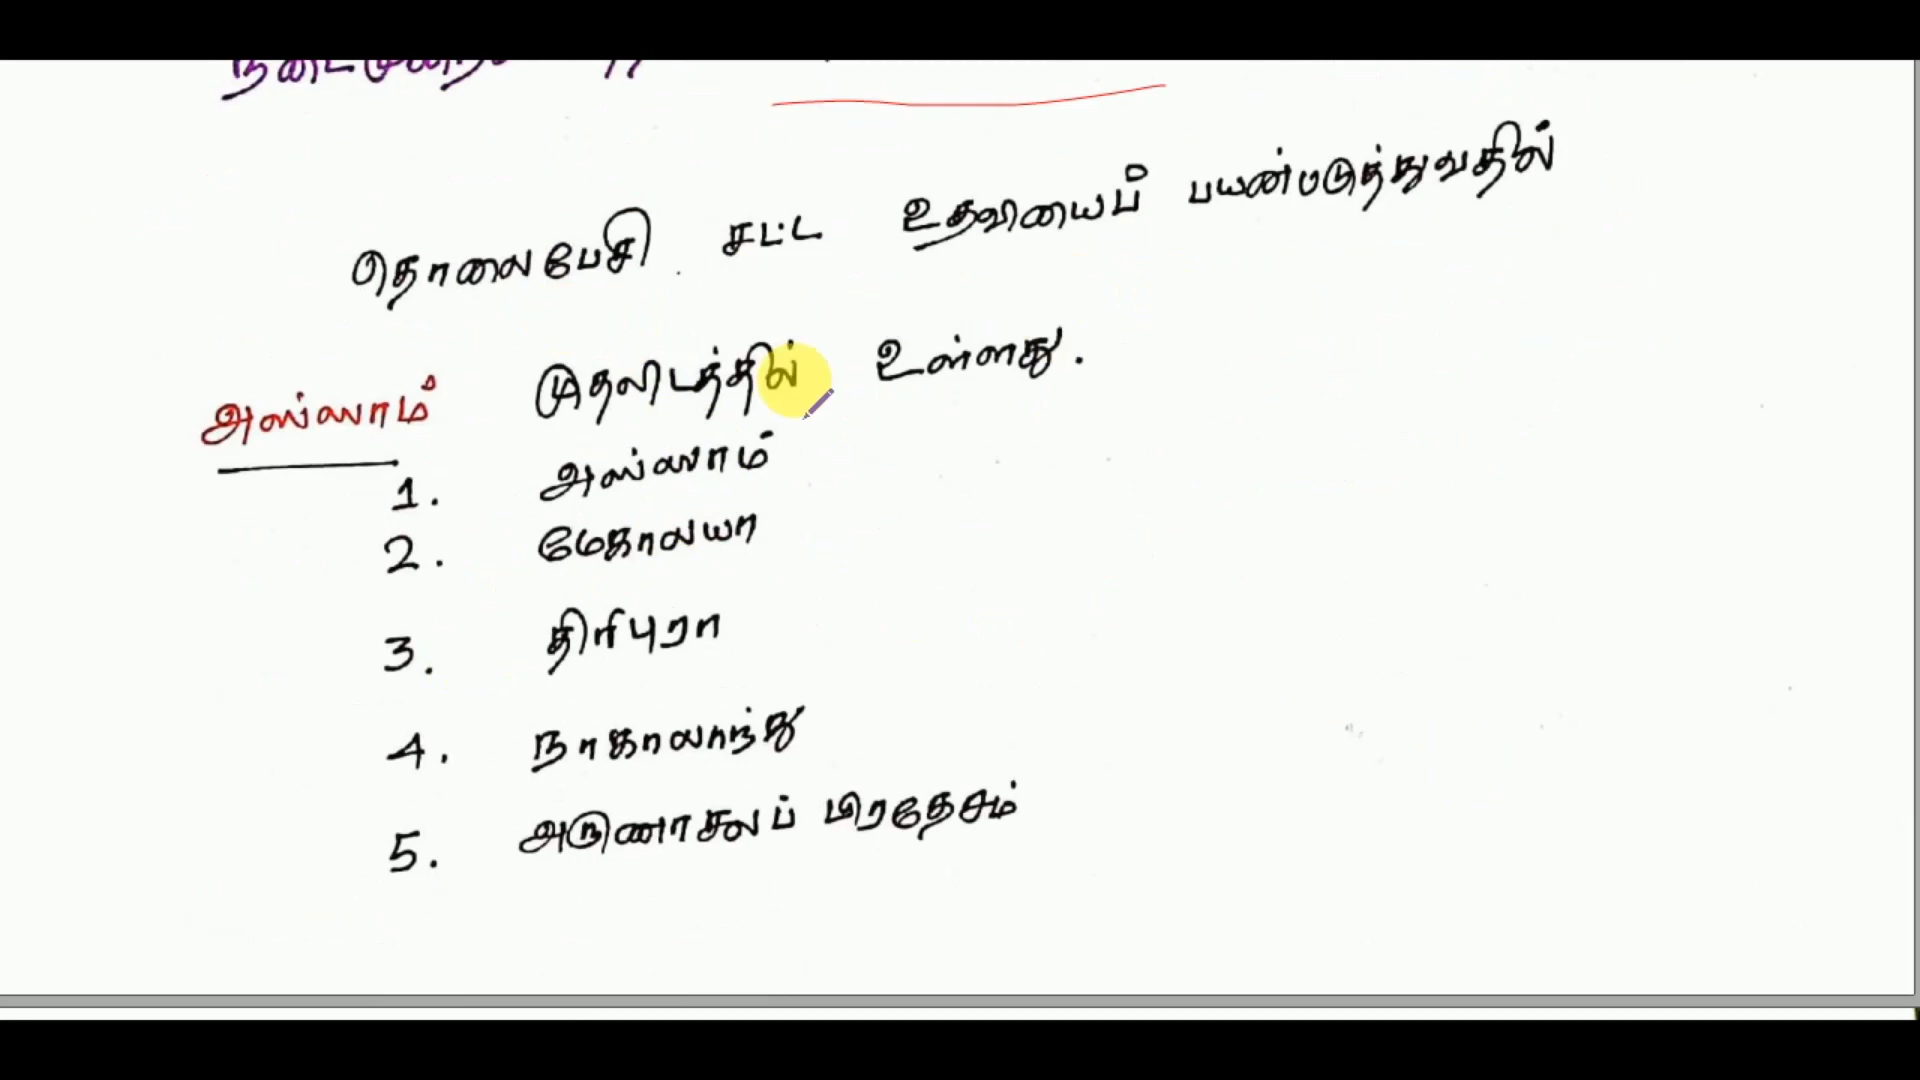 தொலைபேசி சட்ட உதவியைப் பயன்படுத்துவதில்
அஸ்ஸாம் முதலிடத்தில் உள்ளது.
1. அஸ்ஸாம்
2. மேகாலயா
3. திரிபுரா
4. நாகாலாந்து
5. அருணாசலப் பிரதேசம்